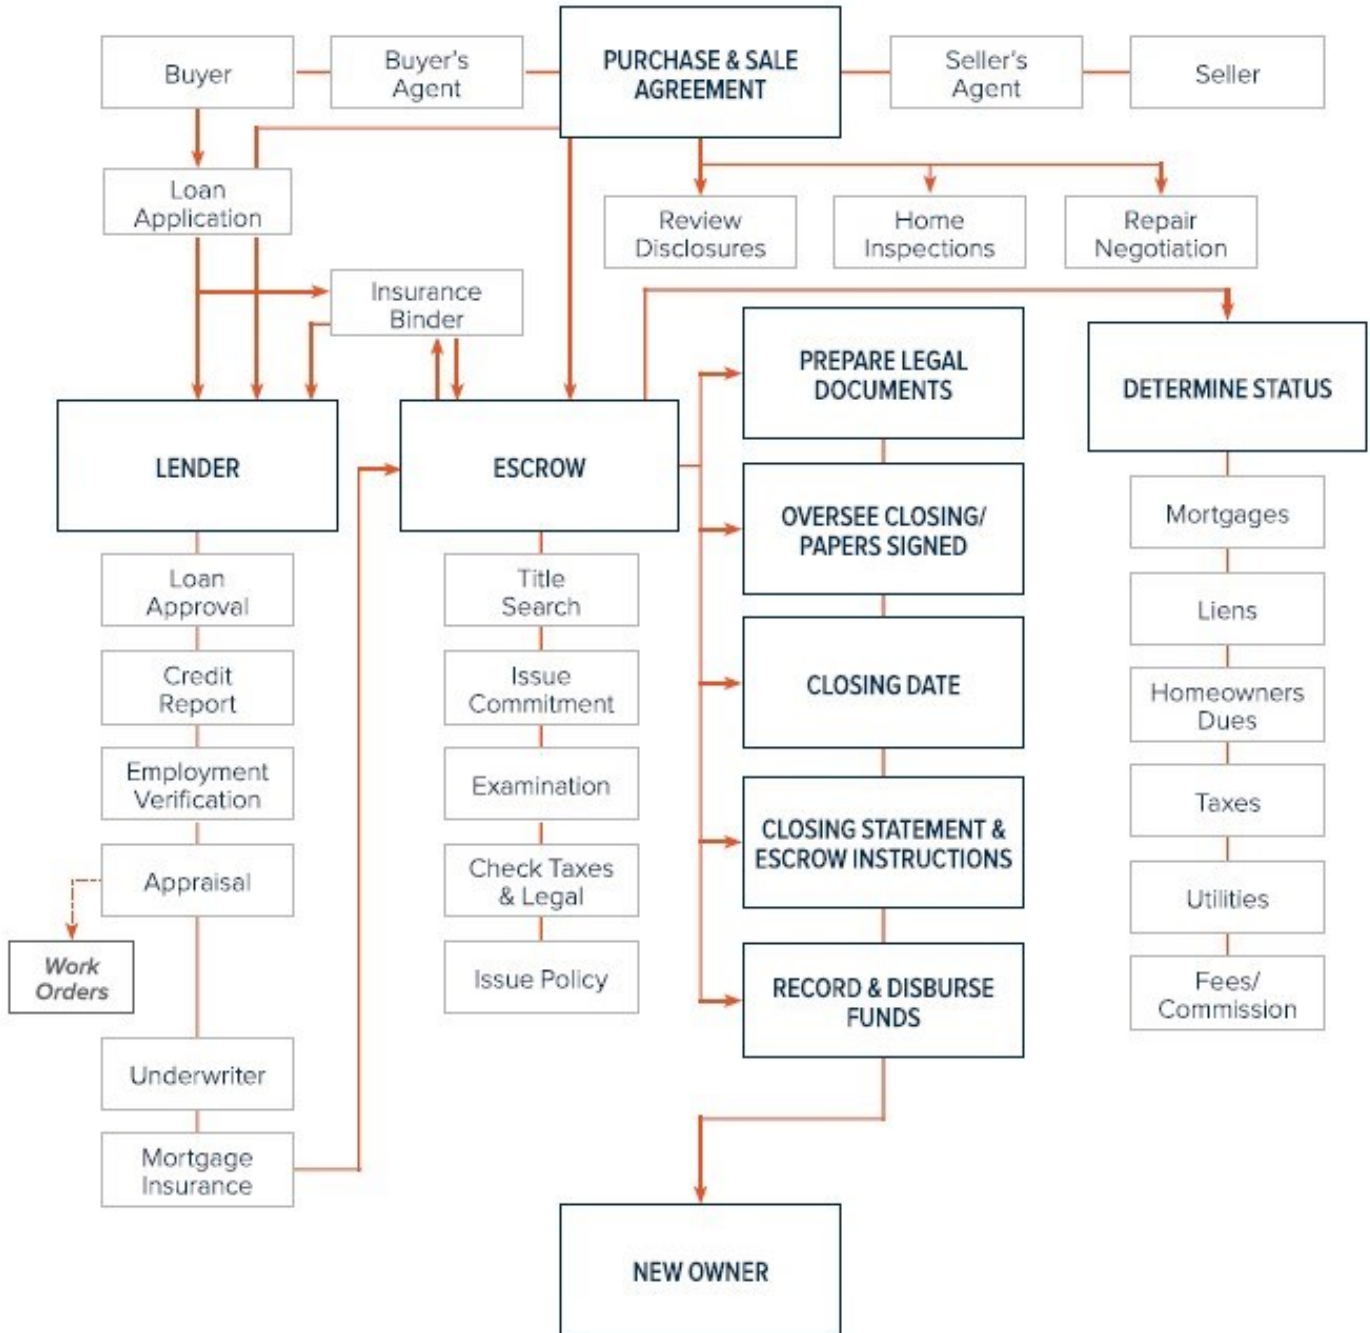 Buyer
Buyer's
Agent
PURCHASE & SALE
AGREEMENT
Seller's
Agent
Seller
Loan
Application
Review
Disclosures
Home
Inspections
Repair
Negotiation
Insurance
Binder
LENDER
ESCROW
PREPARE LEGAL
DOCUMENTS
DETERMINE STATUS
OVERSEE CLOSING/
PAPERS SIGNED
CLOSING DATE
CLOSING STATEMENT &
ESCROW INSTRUCTIONS
RECORD & DISBURSE
FUNDS
Loan
Approval
Credit
Report
Employment
Verification
Appraisal
Work
Orders
Underwriter
Mortgage
Insurance
Title
Search
Issue
Commitment
Examination
Check Taxes
& Legal
Issue Policy
Mortgages
Liens
Homeowners
Dues
Taxes
Utilities
Fees/
Commission
NEW OWNER